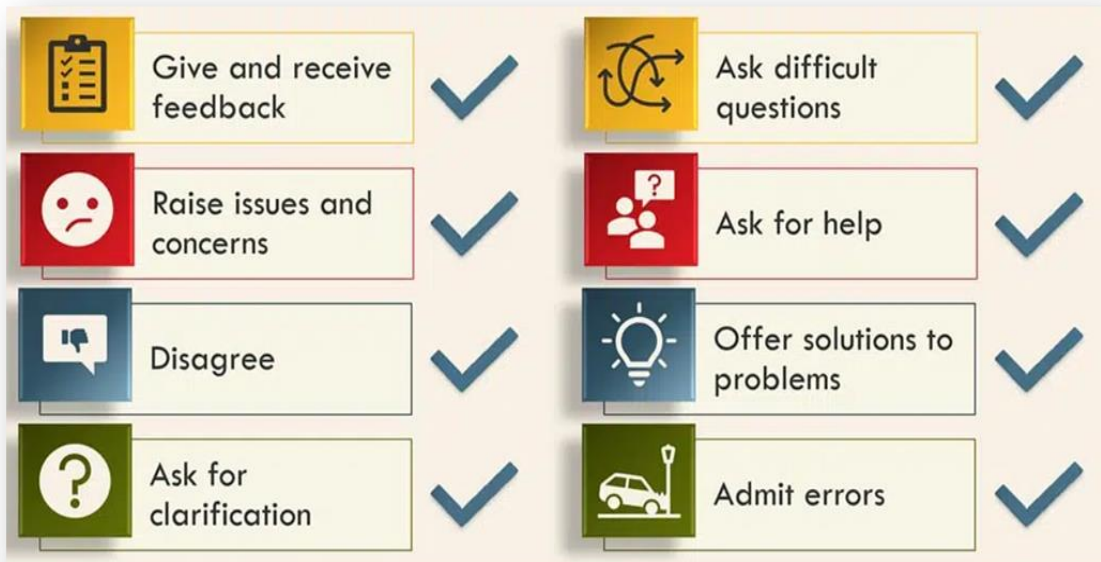 Give and receive
feedback
Ask difficult
questions
Raise issues and
concerns
?
Ask for help
Disagree
Offer solutions to
problems
?
Ask for
clarification
Admit errors